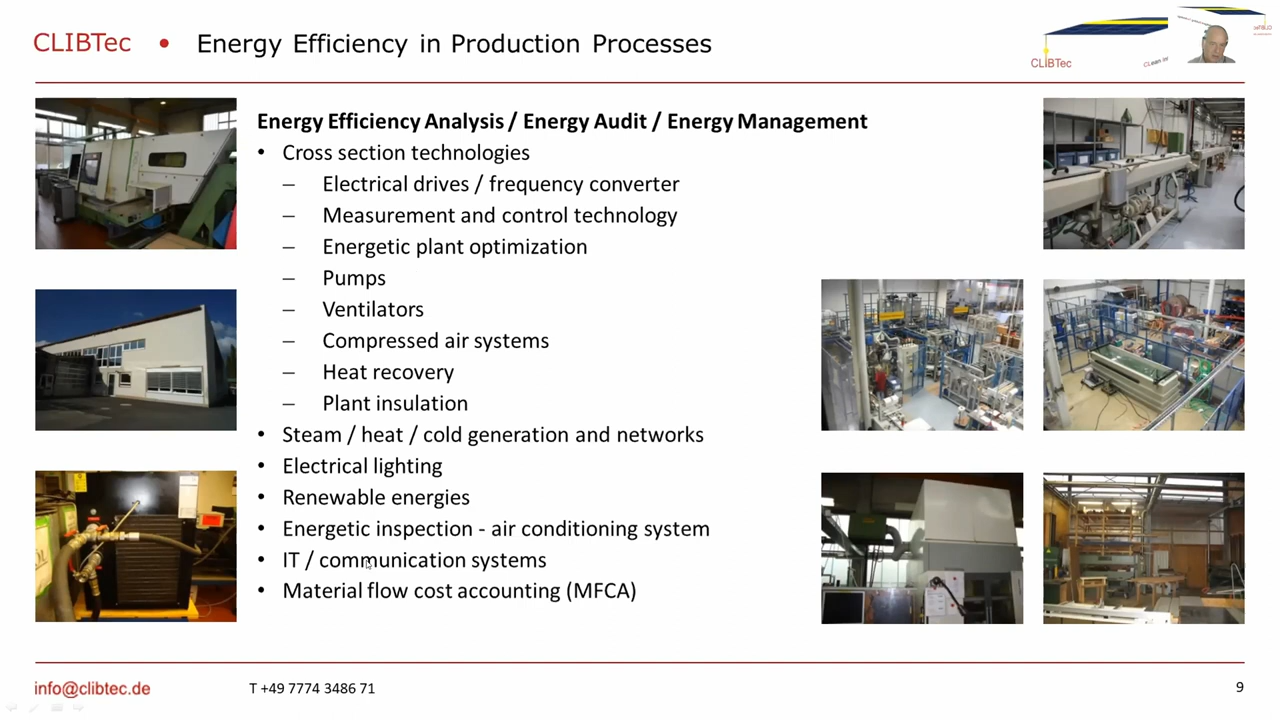 CLIBTec • Energy Efficiency in Production Processes
CLIBTec
CLean
Energy Efficiency Analysis / Energy Audit / Energy Management
• Cross section technologies
– Electrical drives / frequency converter
– Measurement and control technology
– Energetic plant optimization
– Pumps
– Ventilators
– Compressed air systems
– Heat recovery
– Plant insulation
• Steam / heat / cold generation and networks
• Electrical lighting
• Renewable energies
• Energetic inspection - air conditioning system
• IT / communication systems
• Material flow cost accounting (MFCA)
info@clibtec.de
T +49 7774 3486 71
9